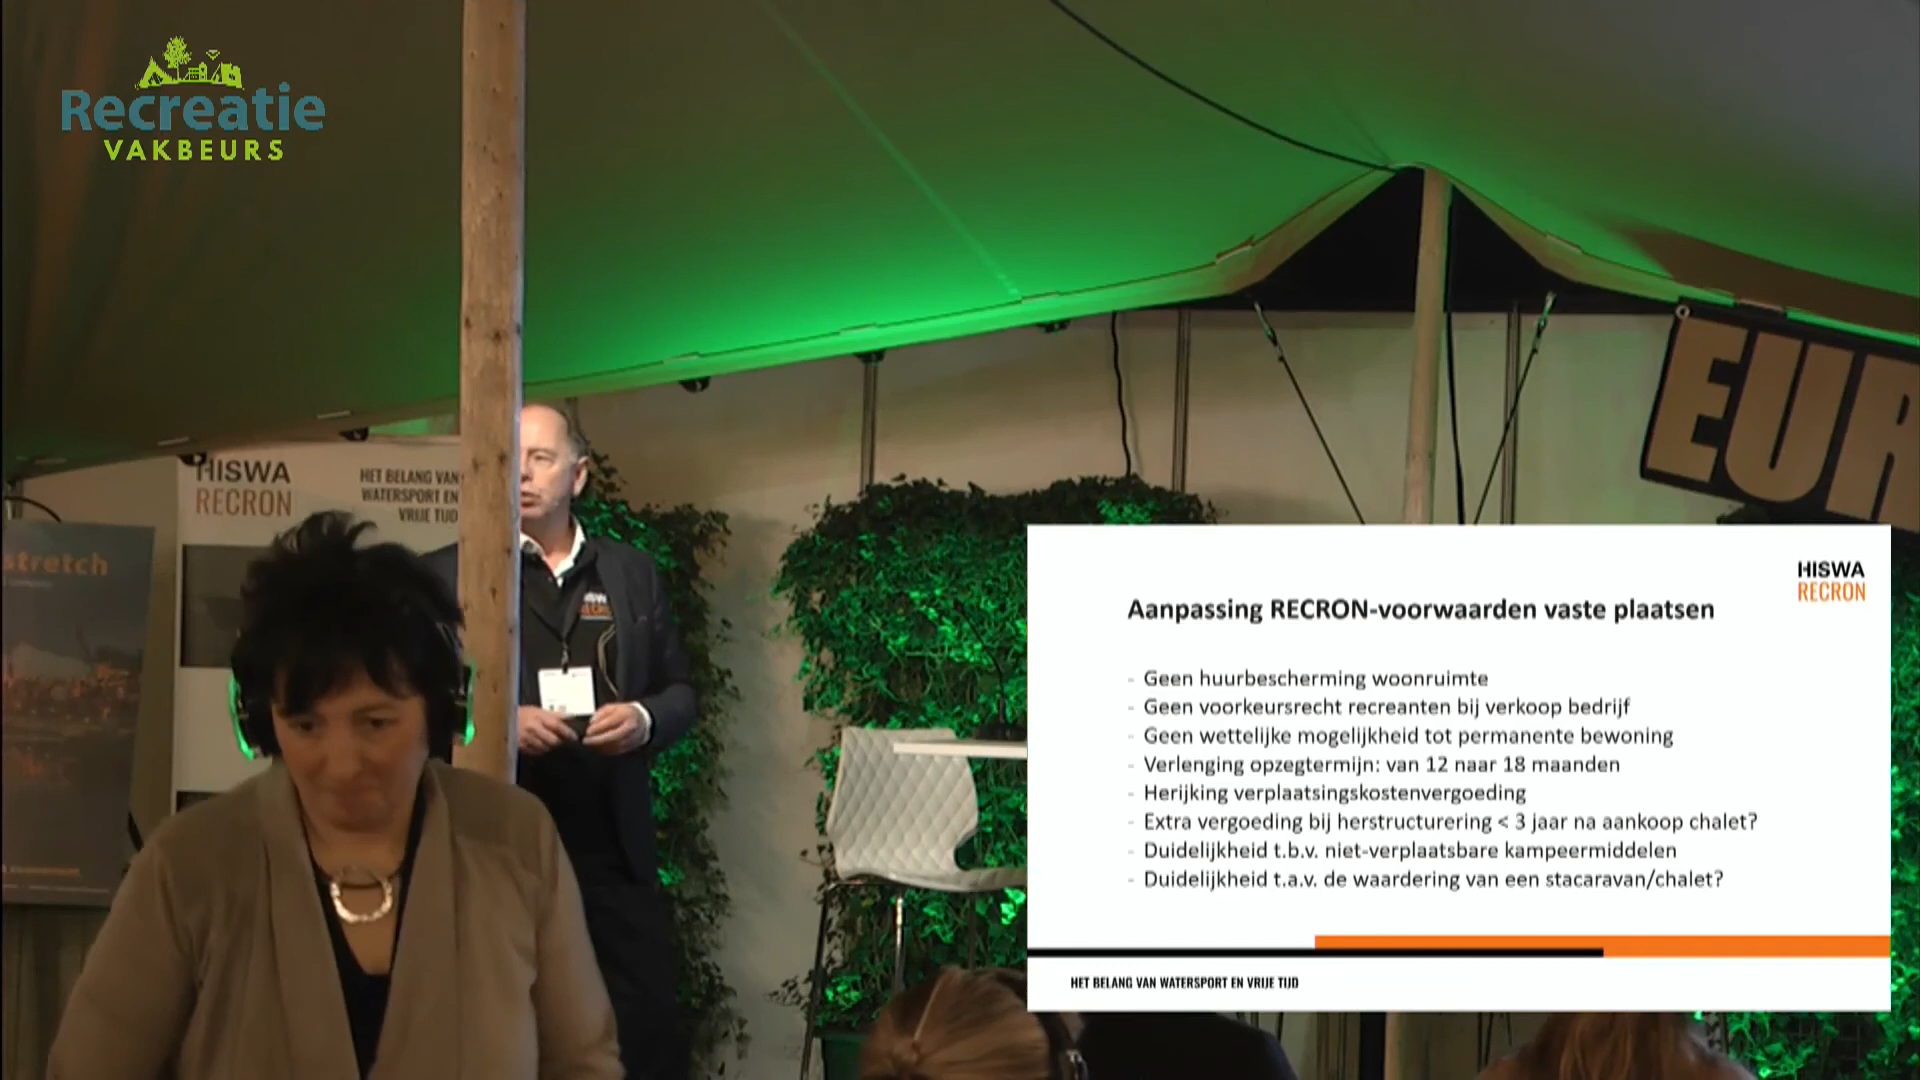 Recreatie
VAKBEURS
HISWA
RECRON
HET BELANG VAN
WATERSPORT EN
VRIJE TIJD
stretch
EUR
HISWA
RECRON
Aanpassing RECRON-voorwaarden vaste plaatsen
- Geen huurbescherming woonruimte
- Geen voorkeursrecht recreanten bij verkoop bedrijf
- Geen wettelijke mogelijkheid tot permanente bewoning
- Verlenging opzegtermijn: van 12 naar 18 maanden
- Herijking verplaatsingskostenvergoeding
- Extra vergoeding bij herstructurering < 3 jaar na aankoop chalet?
- Duidelijkheid t.b.v. niet-verplaatsbare kampeermiddelen
- Duidelijkheid t.a.v. de waardering van een stacaravan/chalet?
HET BELANG VAN WATERSPORT EN VRIJE TIJD